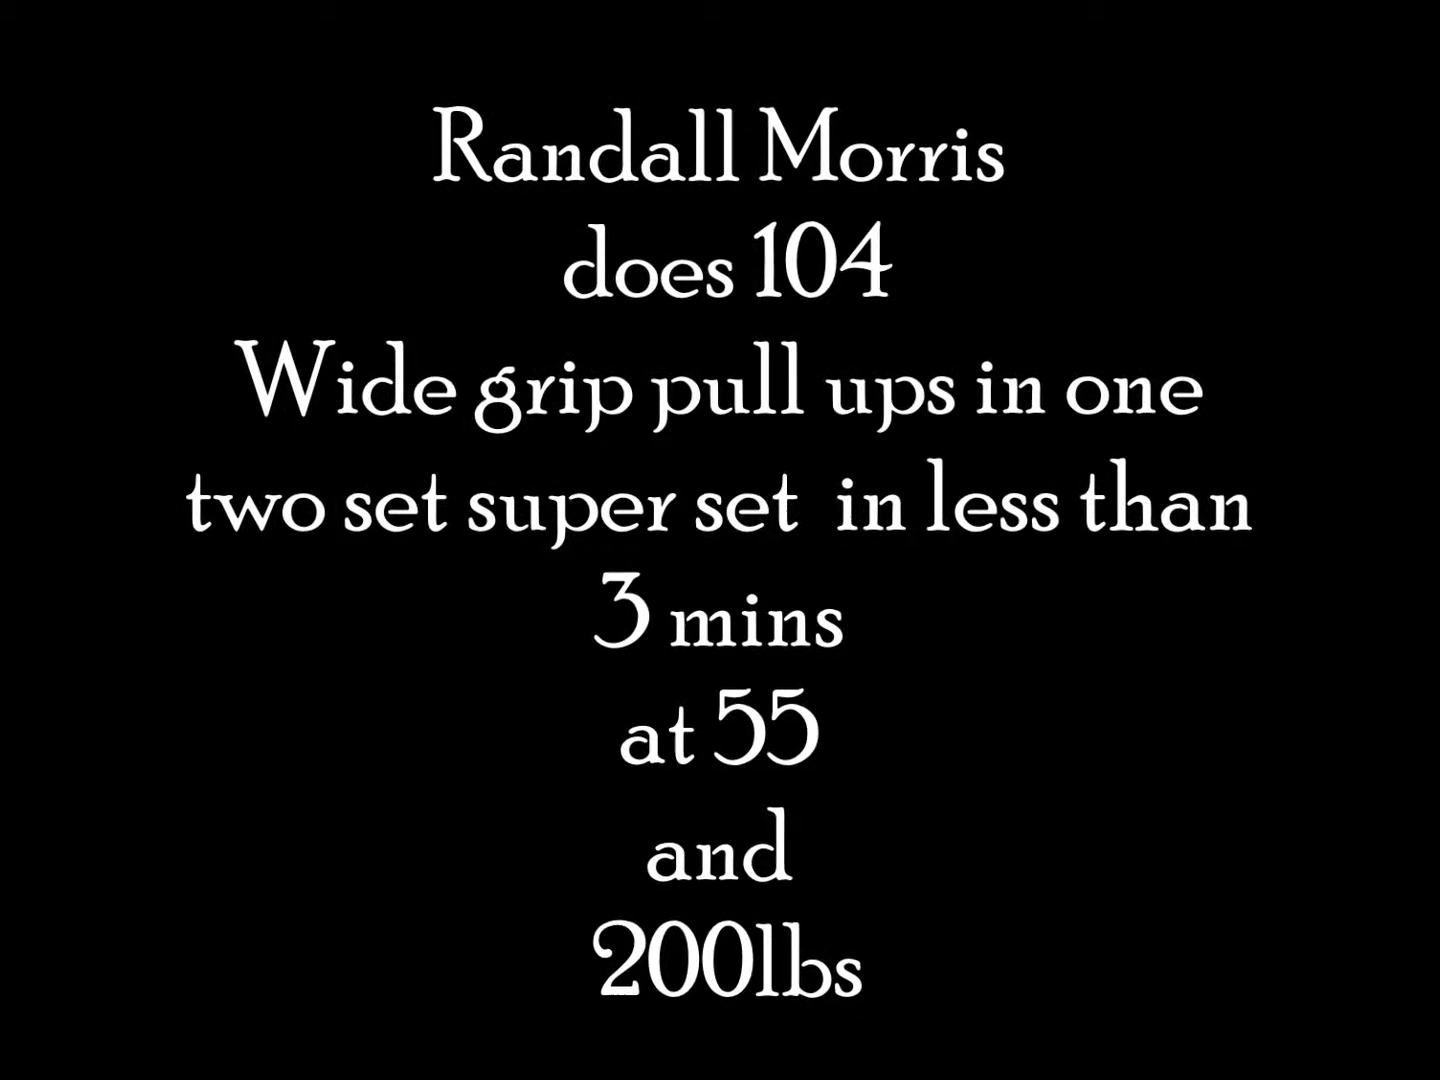 Randall Morris
does 104
Wide grip pull ups in one
two set super set in less than
3 mins
at 55
and
200lbs